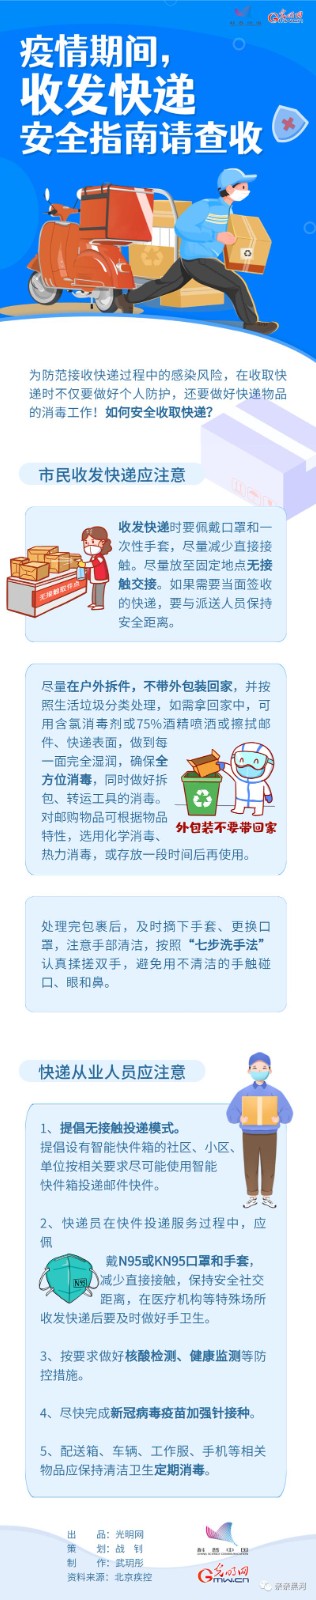 光明网
GMW.CN
疫情期间，
收发快递
安全指南请查收
为防范接收快递过程中的感染风险，在收取快
递时不仅要做好个人防护，还要做好快递物品
的消毒工作！如何安全收取快递？
市民收发快递应注意
收发快递时要佩戴口罩和一
次性手套，尽量减少直接接
触。尽量放至固定地点无接
触交接。如果需要当面签收
的快递，要与派送人员保持
安全距离。
无接触取件点
尽量在户外拆件，不带外包装回家，并按
照生活垃圾分类处理，如需拿回家中，可
用含氯消毒剂或75%酒精喷洒或擦拭邮
件、快递表面，做到每
一面完全湿润，确保全
方位消毒，同时做好拆
包、转运工具的消毒。
对邮购物品可根据物品
特性，选用化学消毒、
热力消毒，或存放一段时间后再使用。
外包装不要带回家
处理完包裹后，及时摘下手套、更换口
罩，注意手部清洁，按照“七步洗手法”
认真揉搓双手，避免用不清洁的手触碰
口、眼和鼻。
快递从业人员应注意
1、提倡无接触投递模式。
提倡设有智能快件箱的社区、小区、
单位按相关要求尽可能使用智能
快件箱投递邮件快件。
2、快递员在快件投递服务过程中，应
佩
戴N95或KN95口罩和手套，
减少直接接触，保持安全社交
距离，在医疗机构等特殊场所
收发快递后要及时做好手卫生。
N95
3、按要求做好核酸检测、健康监测等防
控措施。
4、尽快完成新冠病毒疫苗加强针接种。
5、配送箱、车辆、工作服、手机等相关
物品应保持清洁卫生定期消毒。
出 品：光明网
策 划：战 钊
制 作：武玥彤
资料来源：北京疾控
科普中国
光明网
GMW.CN